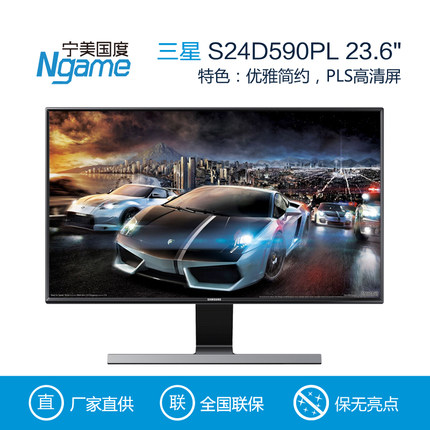 宁美国度
Ngame
三星 S24D590PL 23.6"
特色：优雅简约，PLS高清屏
SAMSUNG
直 厂家直供 联 全国联保 保无亮点